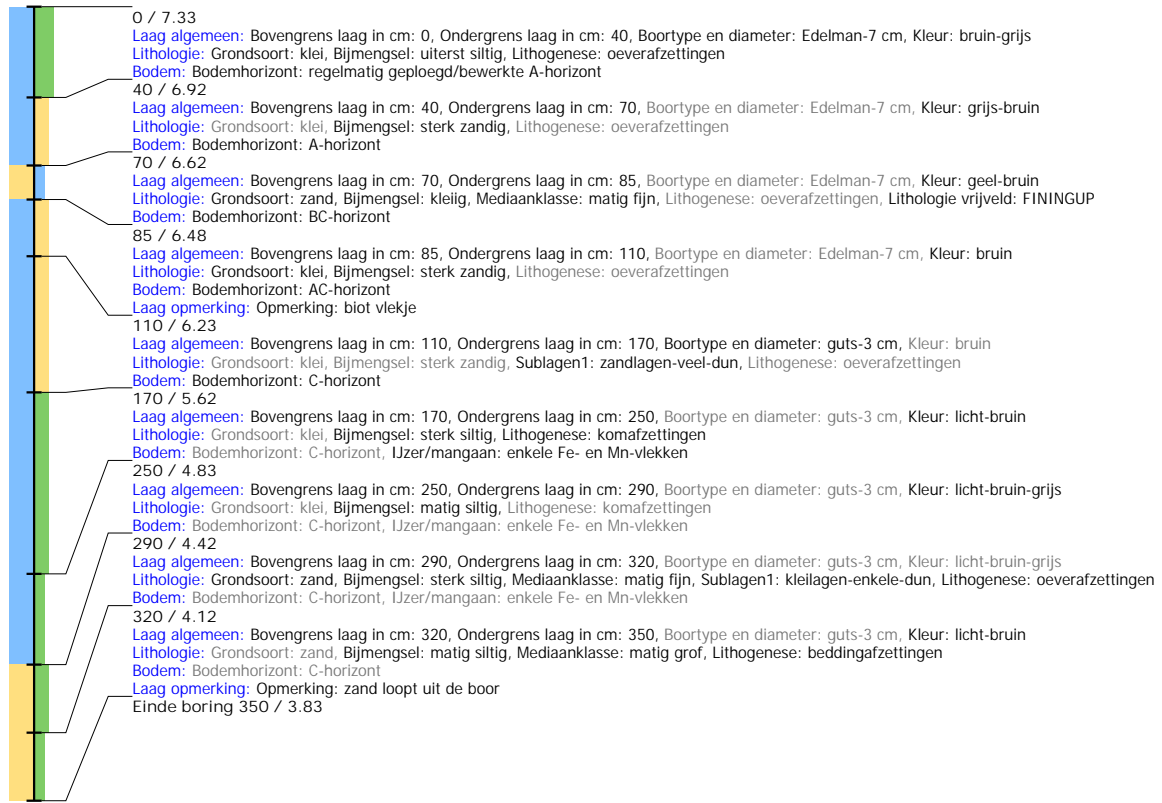 0 / 7.33
Laag algemeen: Bovengrens laag in cm: 0, Ondergrens laag in cm: 40, Boortype en diameter: Edelman-7 cm, Kleur: bruin-grijs
Lithologie: Grondsoort: klei, Bijmengsel: uiterst siltig, Lithogenese: oeverafzettingen
Bodem: Bodemhorizont: regelmatig geploegd/bewerkte A-horizont
40 / 6.92
Laag algemeen: Bovengrens laag in cm: 40, Ondergrens laag in cm: 70, Boortype en diameter: Edelman-7 cm, Kleur: grijs-bruin
Lithologie: Grondsoort: klei, Bijmengsel: sterk zandig, Lithogenese: oeverafzettingen
Bodem: Bodemhorizont: A-horizont
70 / 6.62
Laag algemeen: Bovengrens laag in cm: 70, Ondergrens laag in cm: 85, Boortype en diameter: Edelman-7 cm, Kleur: geel-bruin
Lithologie: Grondsoort: zand, Bijmengsel: kleiig, Mediaanklasse: matig fijn, Lithogenese: oeverafzettingen, Lithologie vrijveld: FININGUP
Bodem: Bodemhorizont: BC-horizont
85 / 6.48
Laag algemeen: Bovengrens laag in cm: 85, Ondergrens laag in cm: 110, Boortype en diameter: Edelman-7 cm, Kleur: bruin
Lithologie: Grondsoort: klei, Bijmengsel: sterk zandig, Lithogenese: oeverafzettingen
Bodem: Bodemhorizont: AC-horizont
Laag opmerking: Opmerking: biot vlekje
110 / 6.23
Laag algemeen: Bovengrens laag in cm: 110, Ondergrens laag in cm: 170, Boortype en diameter: guts-3 cm, Kleur: bruin
Lithologie: Grondsoort: klei, Bijmengsel: sterk zandig, Sublagen1: zandlagen-veel-dun, Lithogenese: oeverafzettingen
Bodem: Bodemhorizont: C-horizont
170 / 5.62
Laag algemeen: Bovengrens laag in cm: 170, Ondergrens laag in cm: 250, Boortype en diameter: guts-3 cm, Kleur: licht-bruin
Lithologie: Grondsoort: klei, Bijmengsel: sterk siltig, Lithogenese: komafzettingen
Bodem: Bodemhorizont: C-horizont, IJzer/mangaan: enkele Fe- en Mn-vlekken
250 / 4.83
Laag algemeen: Bovengrens laag in cm: 250, Ondergrens laag in cm: 290, Boortype en diameter: guts-3 cm, Kleur: licht-bruin-grijs
Lithologie: Grondsoort: klei, Bijmengsel: matig siltig, Lithogenese: komafzettingen
Bodem: Bodemhorizont: C-horizont, IJzer/mangaan: enkele Fe- en Mn-vlekken
290 / 4.42
Laag algemeen: Bovengrens laag in cm: 290, Ondergrens laag in cm: 320, Boortype en diameter: guts-3 cm, Kleur: licht-bruin-grijs
Lithologie: Grondsoort: zand, Bijmengsel: sterk siltig, Mediaanklasse: matig fijn, Sublagen1: kleilagen-enkele-dun, Lithogenese: oeverafzettingen
Bodem: Bodemhorizont: C-horizont, IJzer/mangaan: enkele Fe- en Mn-vlekken
320 / 4.12
Laag algemeen: Bovengrens laag in cm: 320, Ondergrens laag in cm: 350, Boortype en diameter: guts-3 cm, Kleur: licht-bruin
Lithologie: Grondsoort: zand, Bijmengsel: matig siltig, Mediaanklasse: matig grof, Lithogenese: beddingafzettingen
Bodem: Bodemhorizont: C-horizont
Laag opmerking: Opmerking: zand loopt uit de boor
Einde boring 350 / 3.83